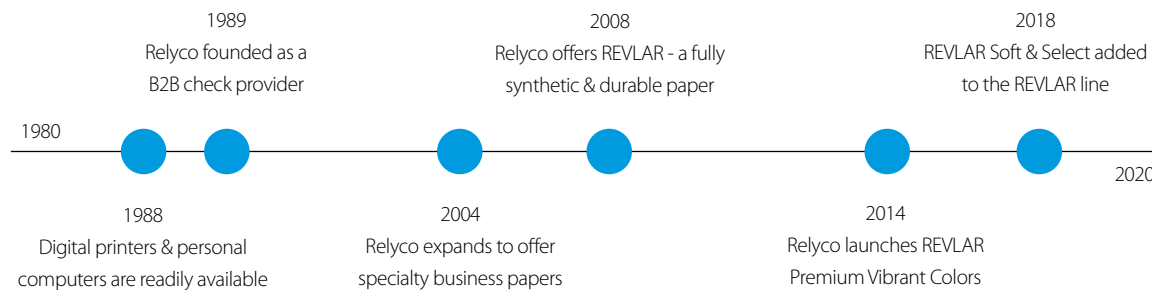 1989
Relyco founded as a
B2B check provider
2008
Relyco offers REVLAR - a fully
synthetic & durable paper
2018
REVLAR Soft & Select added
to the REVLAR line
1980
2020
1988
Digital printers & personal
computers are readily available
2004
Relyco expands to offer
specialty business papers
2014
Relyco launches REVLAR
Premium Vibrant Colors